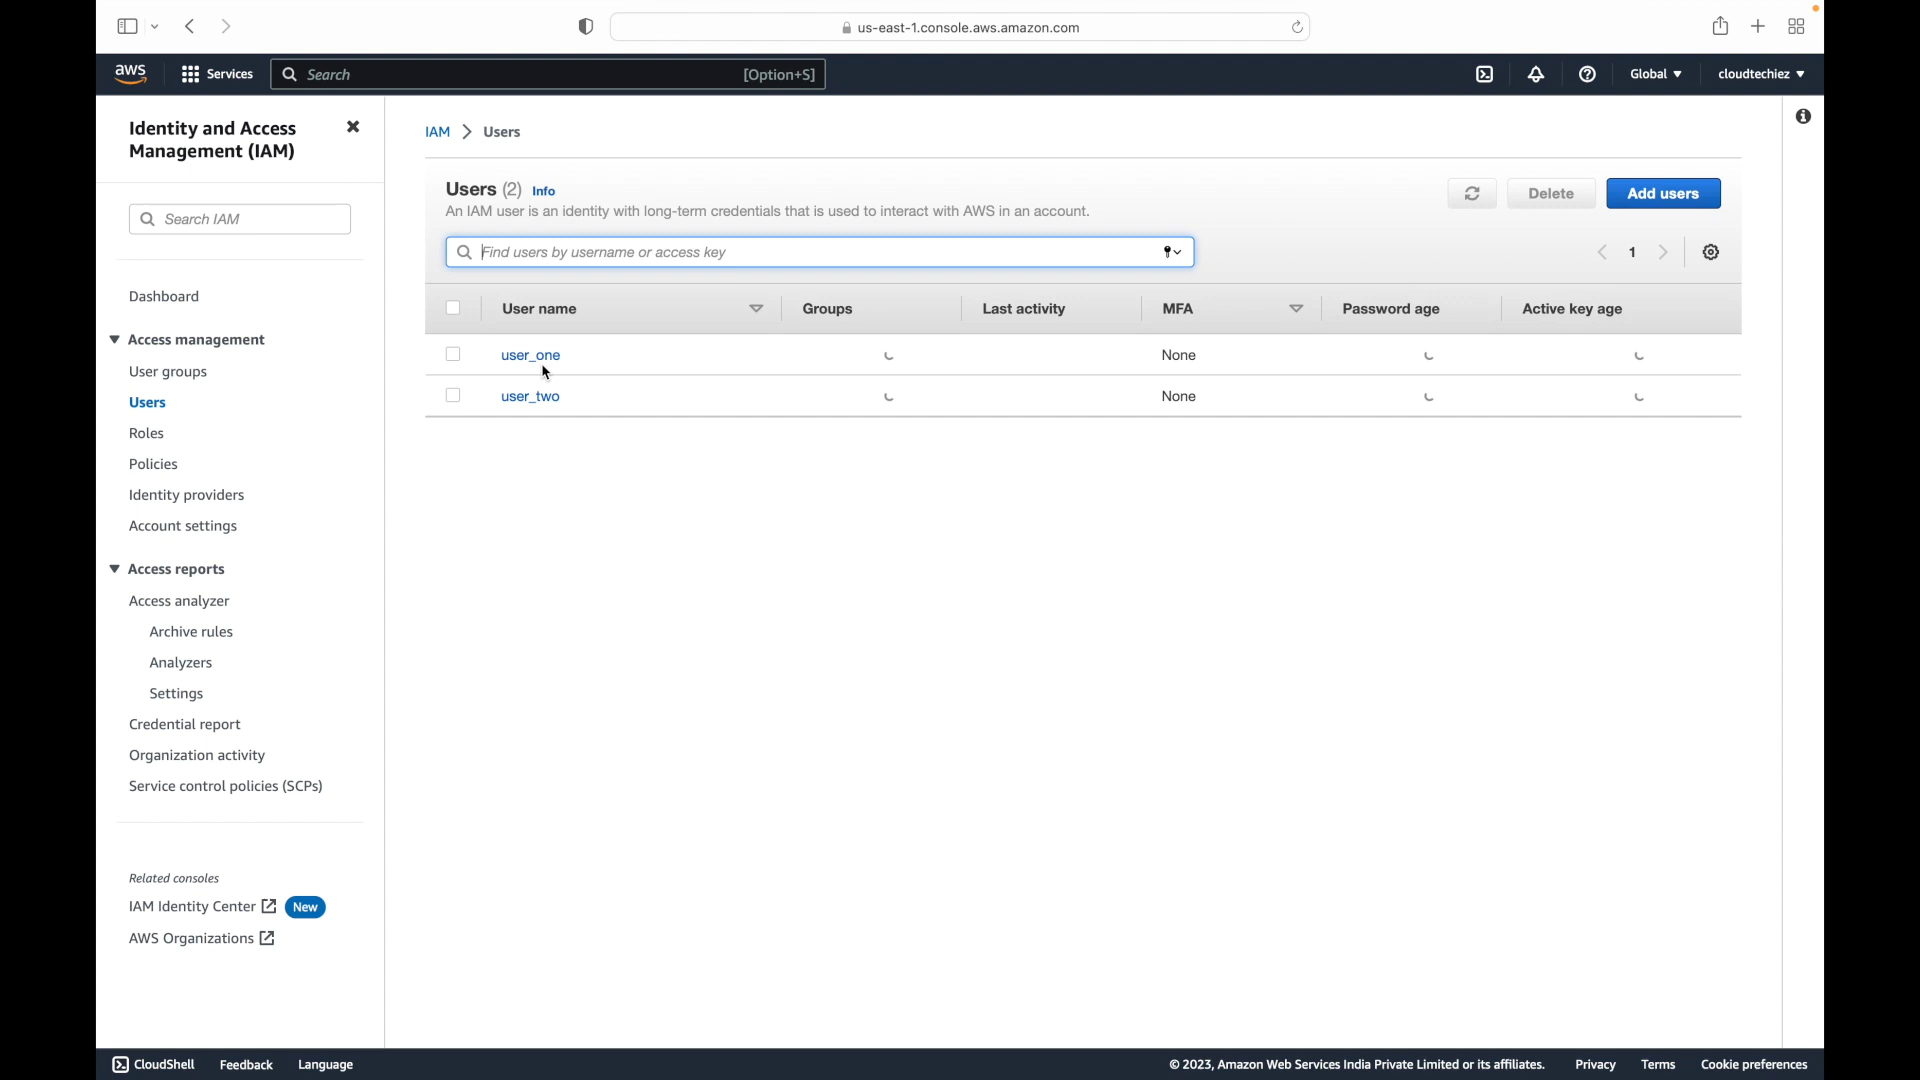 us-east-1.console.aws.amazon.com
aws
Services
Search
[Option+S]
Global
cloudtechiez
Identity and Access
Management (IAM)
Search IAM
Dashboard
Access management
User groups
Users
Roles
Policies
Identity providers
Account settings
Access reports
Access analyzer
Archive rules
Analyzers
Settings
Credential report
Organization activity
Service control policies (SCPs)
Related consoles
IAM Identity Center New
AWS Organizations
IAM > Users
Users (2) Info
An IAM user is an identity with long-term credentials that is used to interact with AWS in an account.
Delete
Add users
Find users by username or access key
1
User name Groups Last activity MFA Password age Active key age
user_one None
user_two None
CloudShell Feedback Language
© 2023, Amazon Web Services India Private Limited or its affiliates. Privacy Terms Cookie preferences